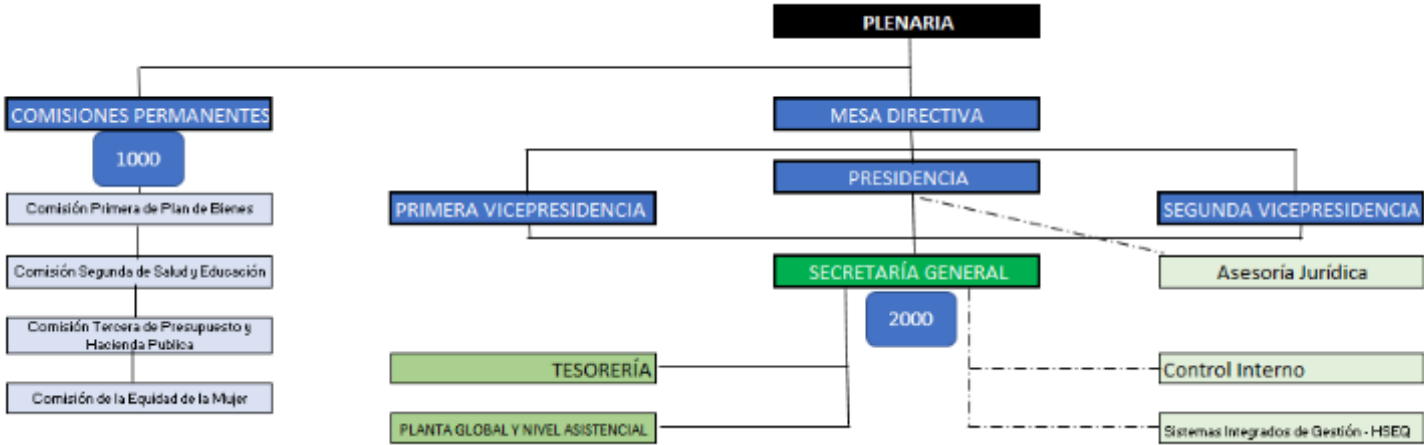 PLENARIA
COMISIONES PERMANENTES
MESA DIRECTIVA
1000
PRESIDENCIA
Comisión Primera de Plan de Bienes
PRIMERA VICEPRESIDENCIA
SEGUNDA VICEPRESIDENCIA
Comisión Segunda de Salud y Educación
SECRETARÍA GENERAL
Asesoría Jurídica
2000
Comisión Tercera de Presupuesto y
Hacienda Publica
TESORERÍA
Control Interno
Comisión de la Equidad de la Mujer
PLANTA GLOBAL Y NIVEL ASISTENCIAL
Sistemas Integrados de Gestión - HSEQ